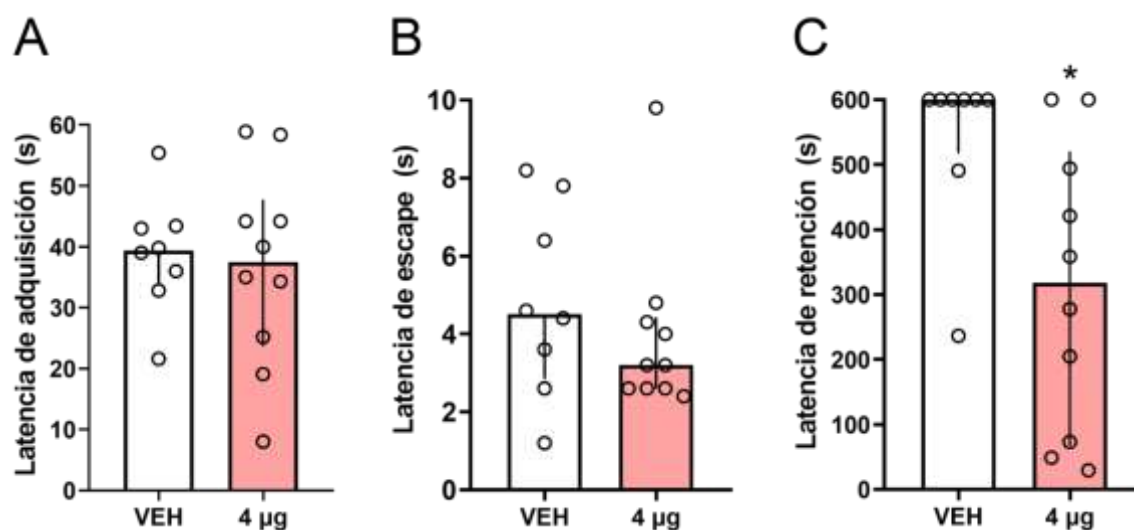 A
Latencia de adquisición (s)
60
50
40
30
20
10
0
VEH
4 µg
B
Latencia de escape (s)
10
8
6
4
2
0
VEH
4 µg
C
*
Latencia de retención (s)
600
500
400
300
200
100
0
VEH
4 µg